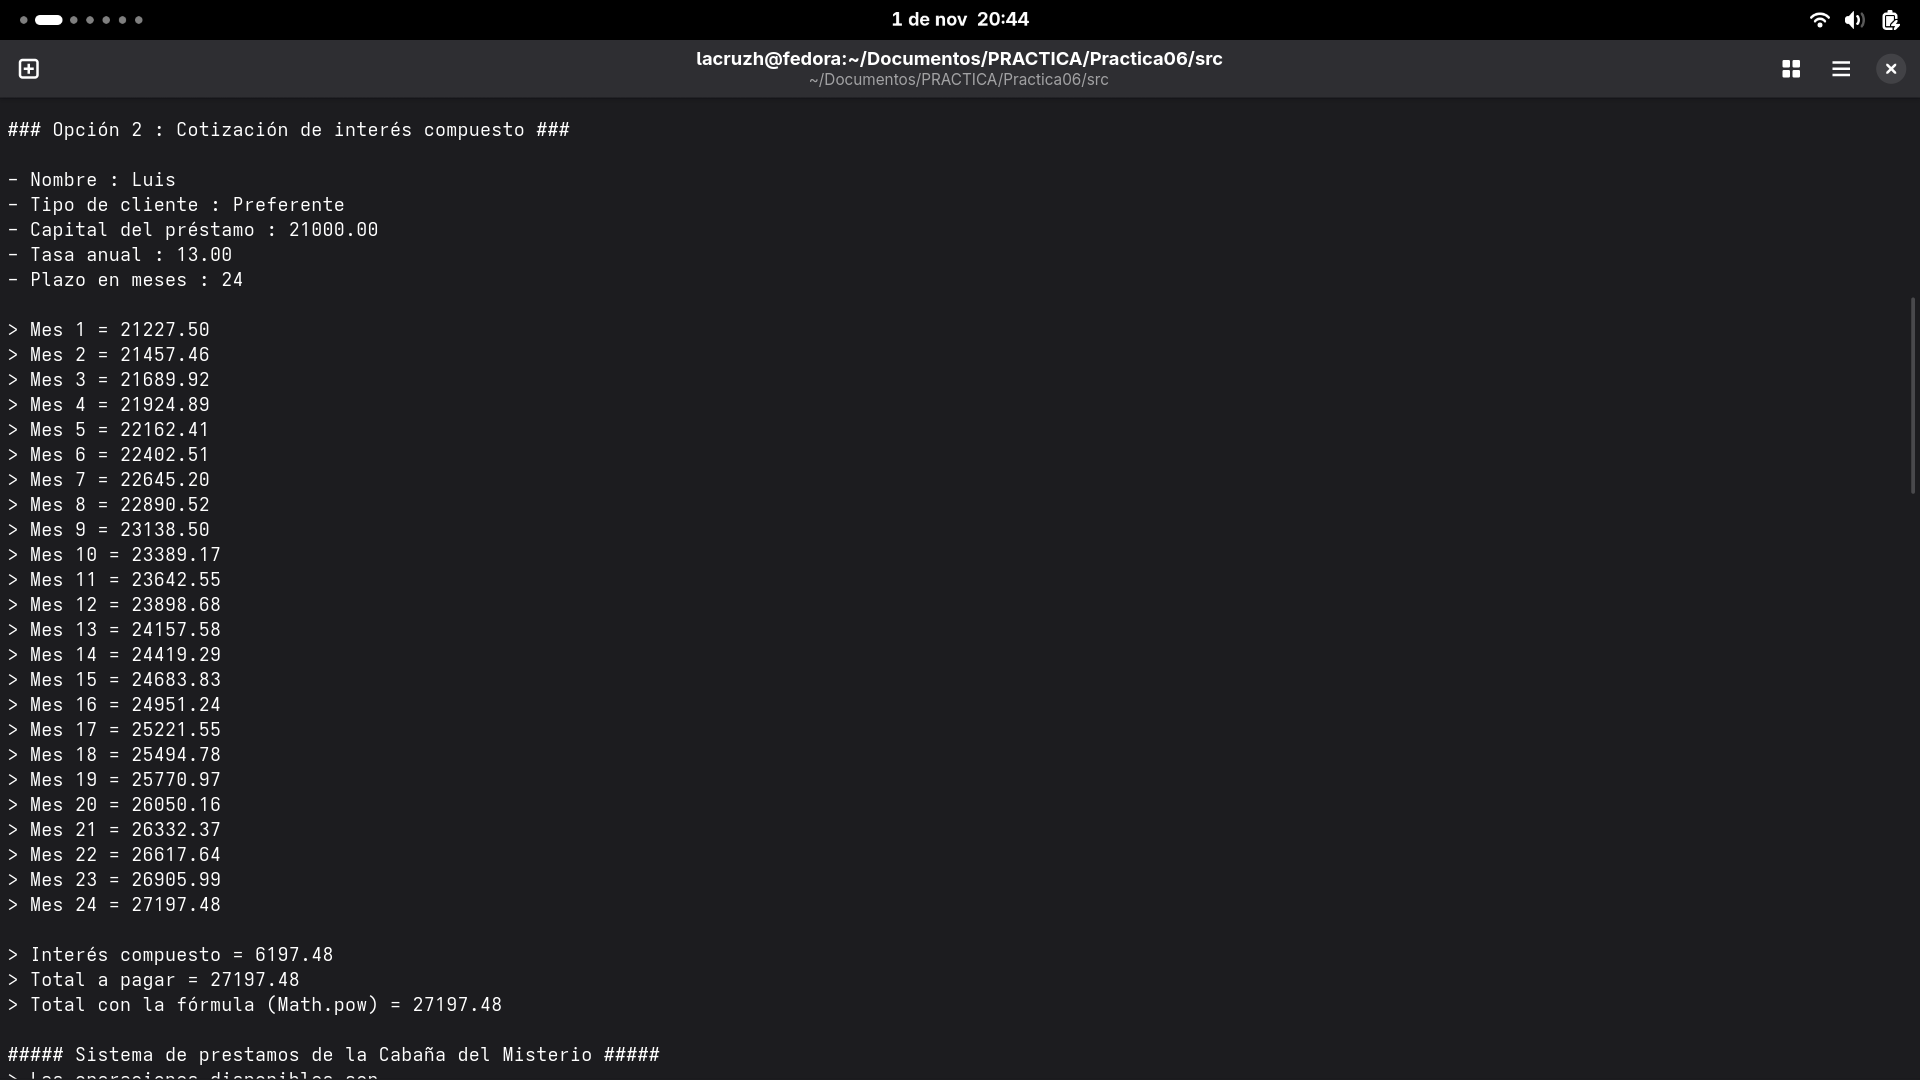 1 de nov 20:44
lacruzh@fedora:~/Documentos/PRACTICA/Practica06/src
~/Documentos/PRACTICA/Practica06/src
### Opción 2 : Cotización de interés compuesto ###
- Nombre : Luis
- Tipo de cliente : Preferente
- Capital del préstamo : 21000.00
- Tasa anual : 13.00
- Plazo en meses : 24
> Mes 1 = 21227.50
> Mes 2 = 21457.46
> Mes 3 = 21689.92
> Mes 4 = 21924.89
> Mes 5 = 22162.41
> Mes 6 = 22402.51
> Mes 7 = 22645.20
> Mes 8 = 22890.52
> Mes 9 = 23138.50
> Mes 10 = 23389.17
> Mes 11 = 23642.55
> Mes 12 = 23898.68
> Mes 13 = 24157.58
> Mes 14 = 24419.29
> Mes 15 = 24683.83
> Mes 16 = 24951.24
> Mes 17 = 25221.55
> Mes 18 = 25494.78
> Mes 19 = 25770.97
> Mes 20 = 26050.16
> Mes 21 = 26332.37
> Mes 22 = 26617.64
> Mes 23 = 26905.99
> Mes 24 = 27197.48
> Interés compuesto = 6197.48
> Total a pagar = 27197.48
> Total con la fórmula (Math.pow) = 27197.48
##### Sistema de prestamos de la Cabaña del Misterio #####
> Las operaciones disponibles son